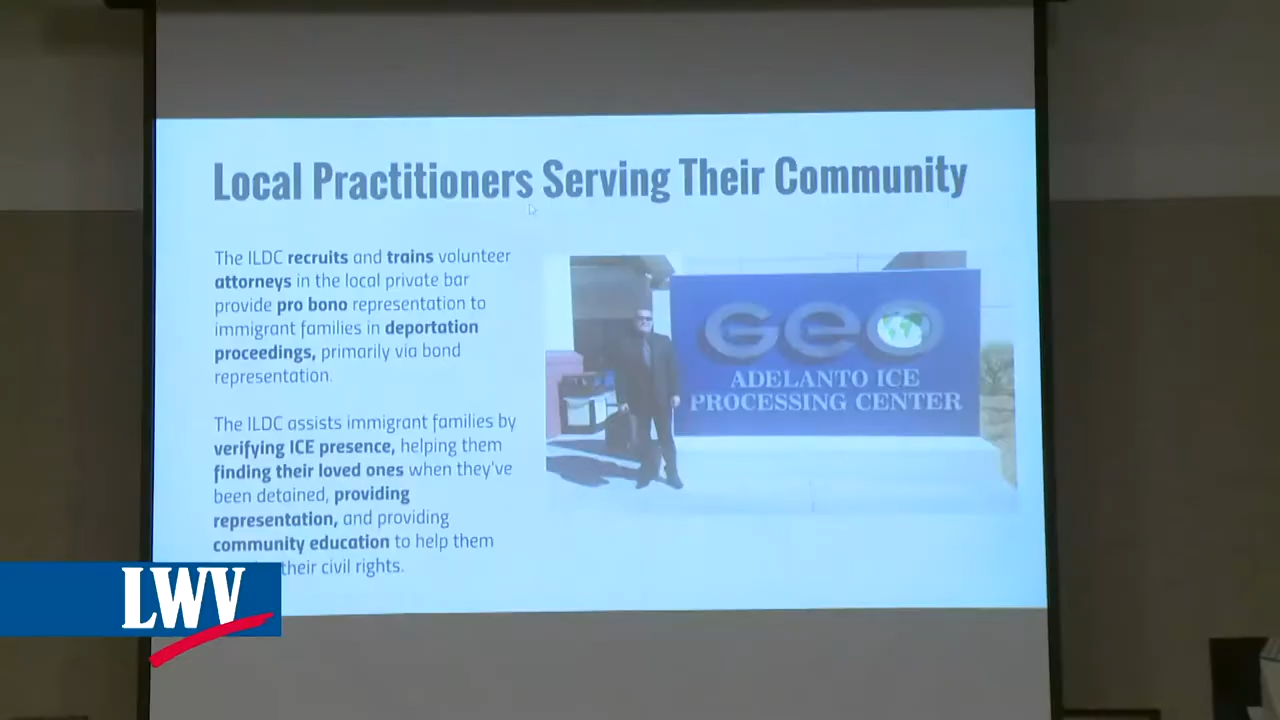 Local Practitioners Serving Their Community
The ILDC recruits and trains volunteer
attorneys in the local private bar
provide pro bono representation to
immigrant families in deportation
proceedings, primarily via bond
representation.
The ILDC assists immigrant families by
verifying ICE presence, helping them
finding their loved ones when they've
been detained, providing
representation, and providing
community education to help them
their civil rights.
GEO
ADELANTO ICE
PROCESSING CENTER
LWV